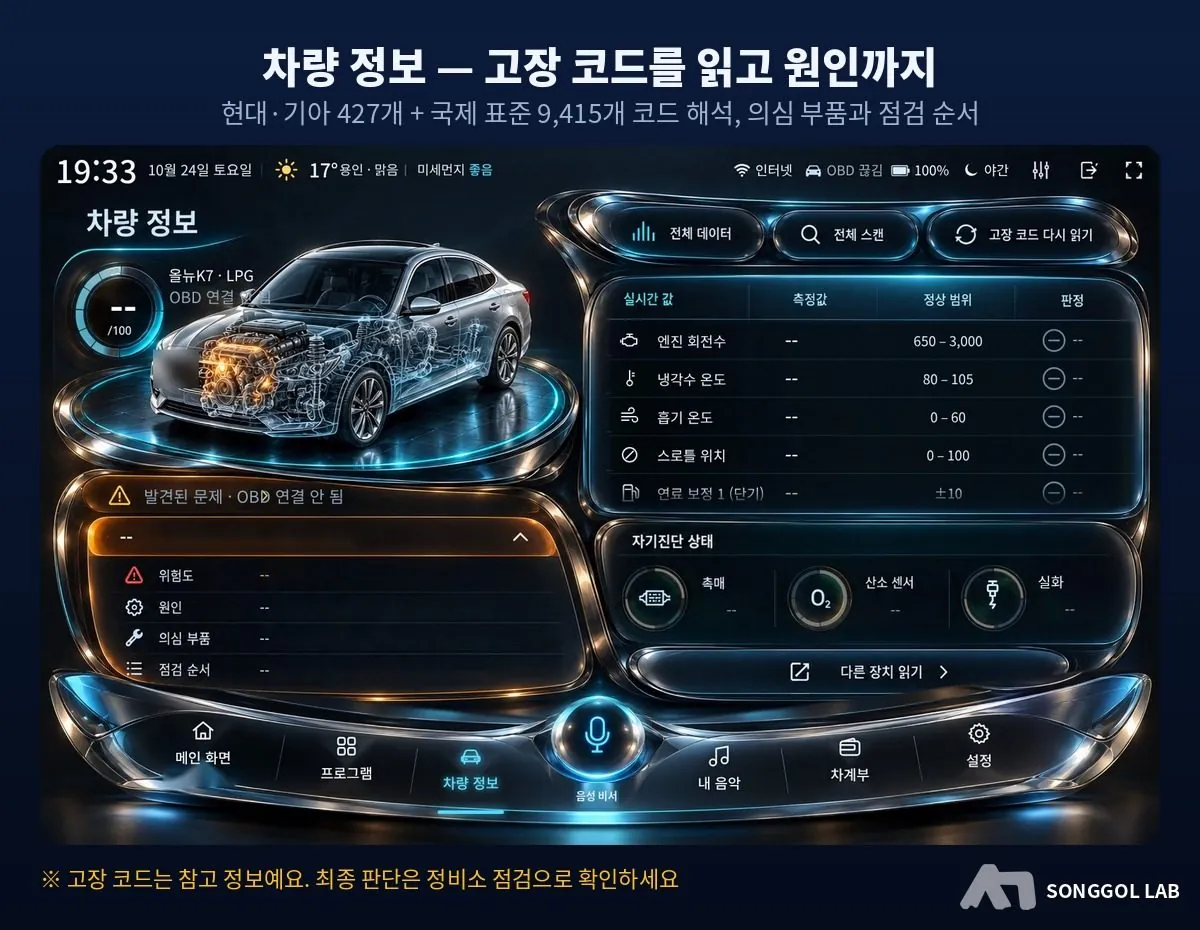 차량 정보 — 고장 코드를 읽고 원인까지
현대·기아 427개 + 국제 표준 9,415개 코드 해석, 의심 부품과 점검 순서
19:33 10월 24일 토요일 17° 용인 · 맑음 미세먼지 좋음 인터넷 OBD 끊김 100% 야간
차량 정보
전체 데이터 전체 스캔 고장 코드 다시 읽기
올뉴K7 · LPG
OBD 연결
--
/100
실시간 값 측정값 정상 범위 판정
엔진 회전수 -- 650 – 3,000 --
냉각수 온도 -- 80 – 105 --
흡기 온도 -- 0 – 60 --
스로틀 위치 -- 0 – 100 --
연료 보정 1 (단기) -- ±10 --
발견된 문제 · OBD 연결 안 됨
--
위험도 --
원인 --
의심 부품 --
점검 순서 --
자기진단 상태
촉매 --
O₂ 산소 센서 --
실화 --
다른 장치 읽기
메인 화면 프로그램 차량 정보 음성 비서 내 음악 차계부 설정
※ 고장 코드는 참고 정보예요. 최종 판단은 정비소 점검으로 확인하세요
SONGGOL LAB